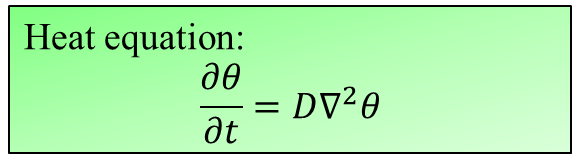 Heat equation:
∂θ/∂t = D∇²θ